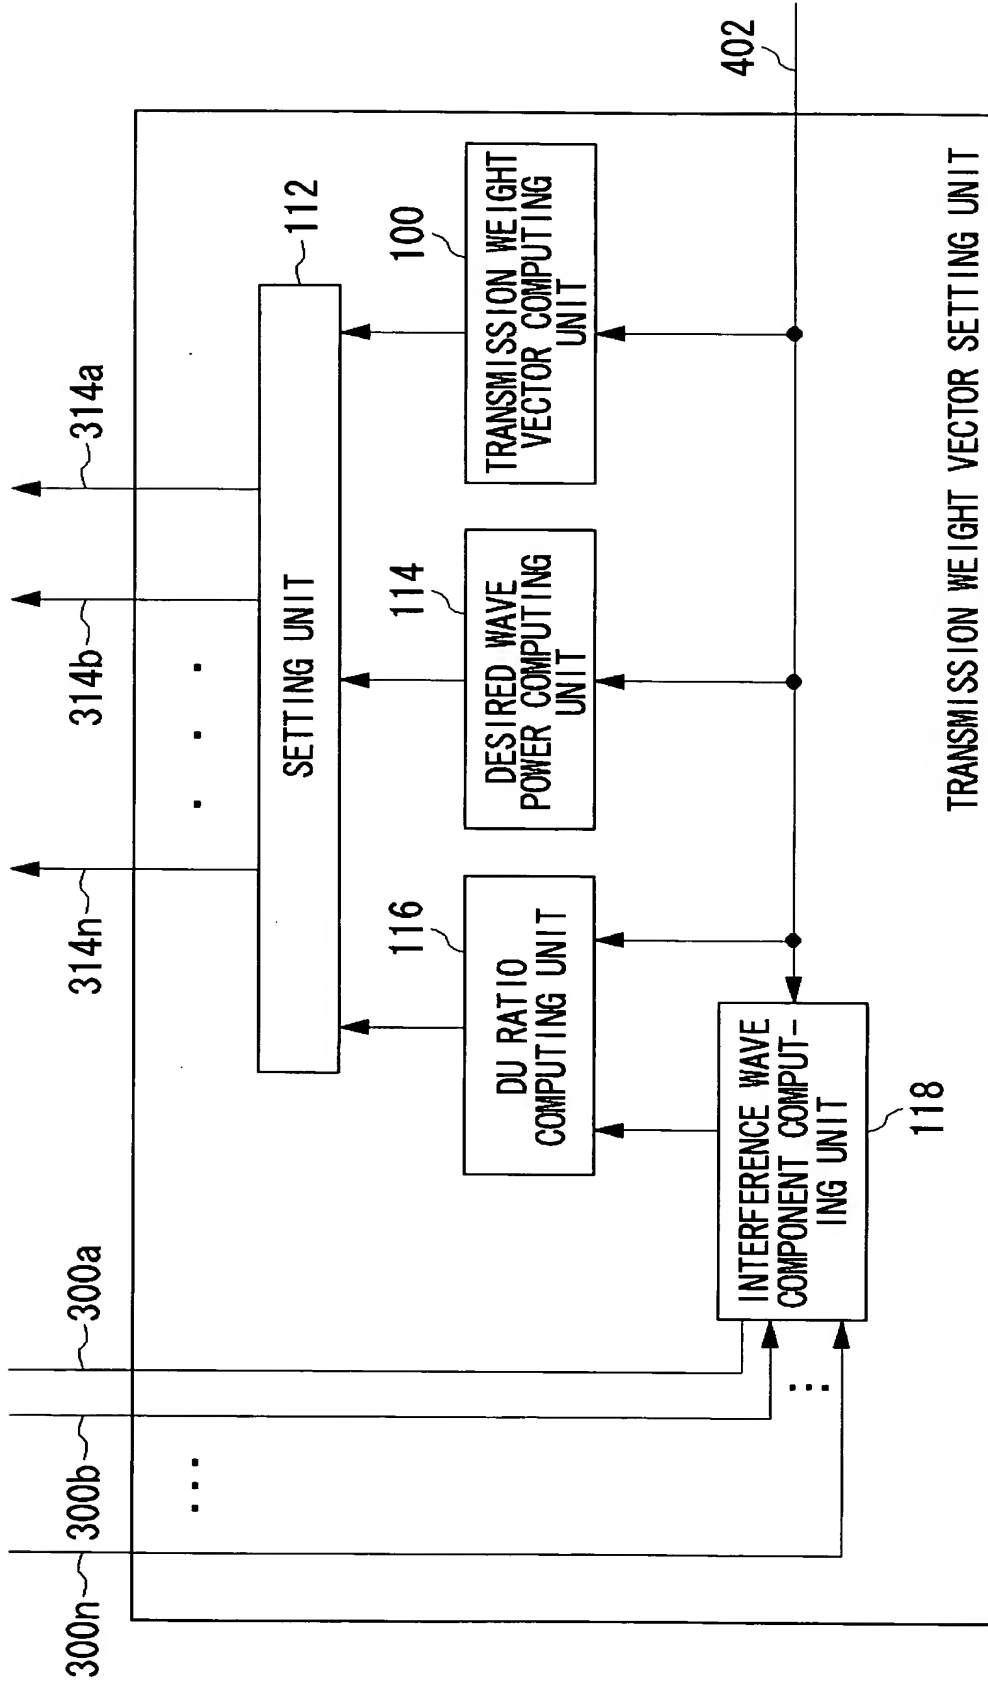 300n
300b
300a
314n
314b
314a
SETTING UNIT
112
DU RATIO
COMPUTING UNIT
116
DESIRED WAVE
POWER COMPUTING
UNIT
114
TRANSMISSION WEIGHT
VECTOR COMPUTING
UNIT
100
INTERFERENCE WAVE
COMPONENT COMPUT-
ING UNIT
118
402
TRANSMISSION WEIGHT VECTOR SETTING UNIT